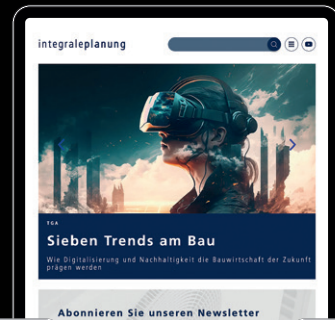 integraleplanung
TGA
Sieben Trends am Bau
Wie Digitalisierung und Nachhaltigkeit die Bauwirtschaft der Zukunft
prägen werden
Abonnieren Sie unseren Newsletter